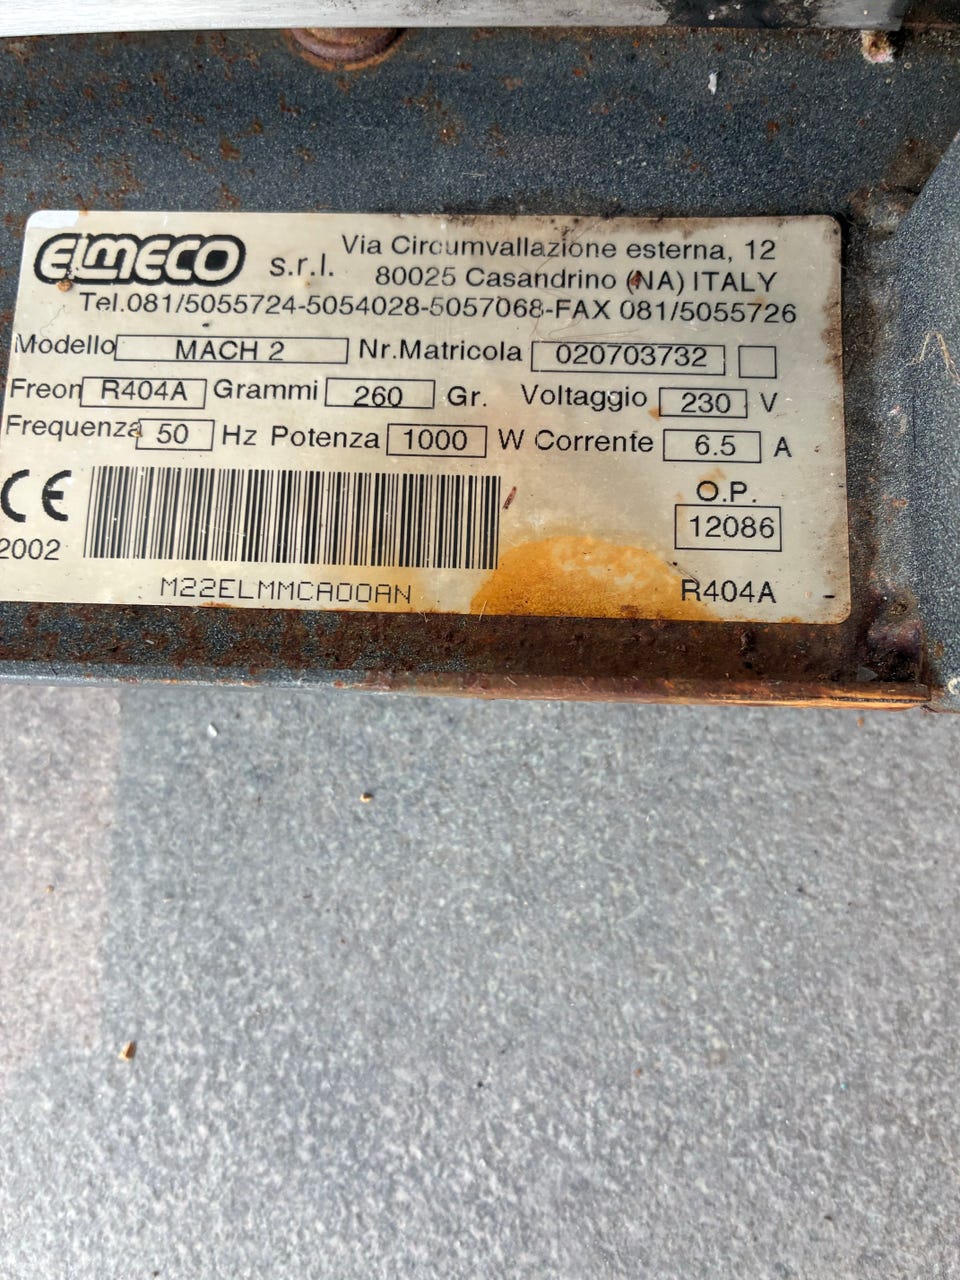 ELMECO s.r.l.
Via Circumvallazione esterna, 12
80025 Casandrino (NA) ITALY
Tel.081/5055724-5054028-5057068-FAX 081/5055726
Modello MACH 2 Nr.Matricola 020703732
Freon R404A Grammi 260 Gr. Voltaggio 230 V
Frequenza 50 Hz Potenza 1000 W Corrente 6.5 A
CE
2002
O.P.
12086
M22ELMMCA00AN
R404A -